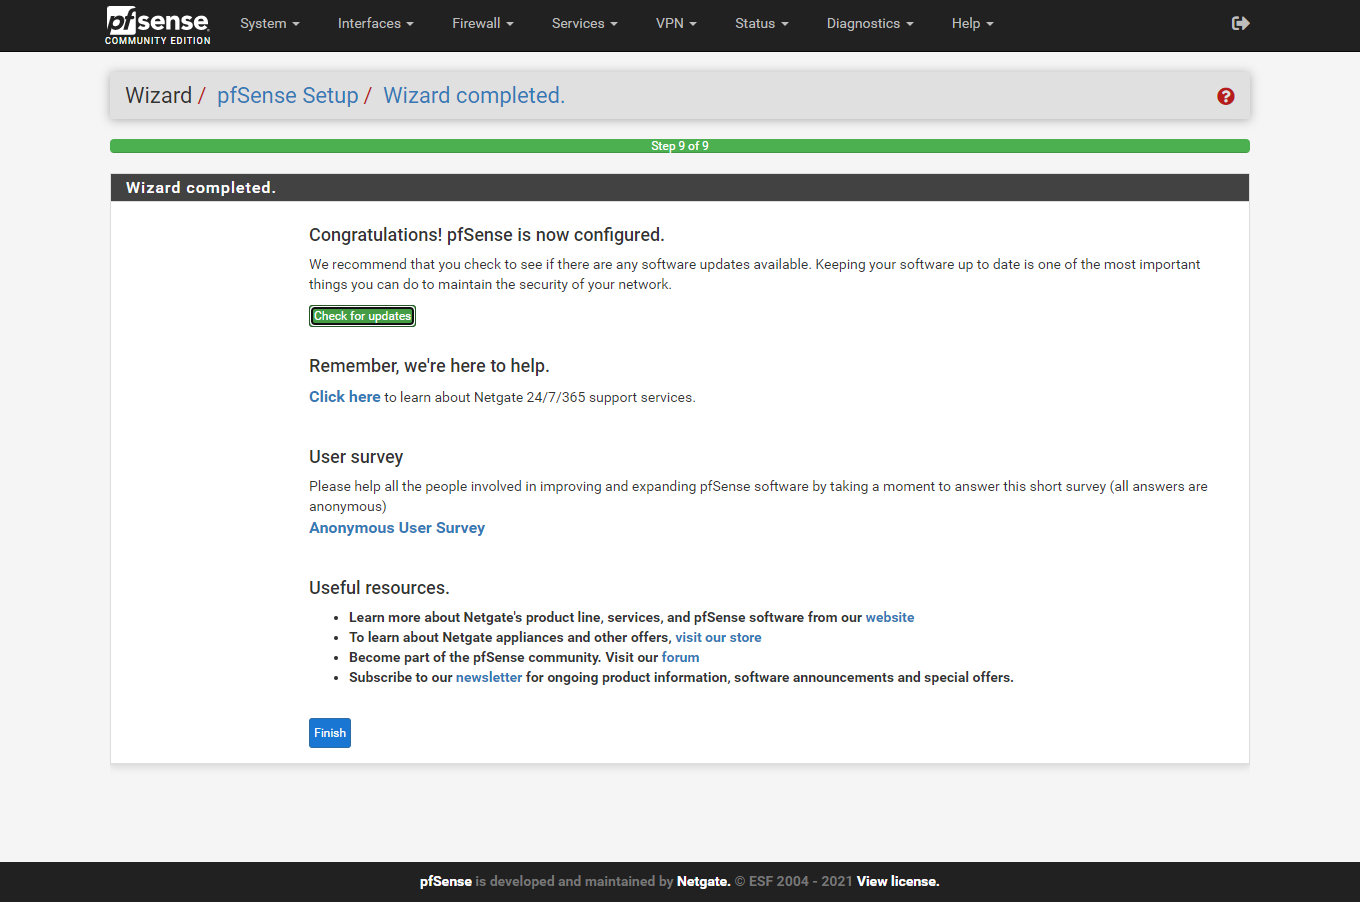 pfsense
COMMUNITY EDITION
System Interfaces Firewall Services VPN Status Diagnostics Help
Wizard / pfSense Setup / Wizard completed.
Step 9 of 9
Wizard completed.
Congratulations! pfSense is now configured.
We recommend that you check to see if there are any software updates available. Keeping your software up to date is one of the most important
things you can do to maintain the security of your network.
Check for updates
Remember, we're here to help.
Click here to learn about Netgate 24/7/365 support services.
User survey
Please help all the people involved in improving and expanding pfSense software by taking a moment to answer this short survey (all answers are
anonymous)
Anonymous User Survey
Useful resources.
• Learn more about Netgate's product line, services, and pfSense software from our website
• To learn about Netgate appliances and other offers, visit our store
• Become part of the pfSense community. Visit our forum
• Subscribe to our newsletter for ongoing product information, software announcements and special offers.
Finish
pfSense is developed and maintained by Netgate. © ESF 2004 - 2021 View license.